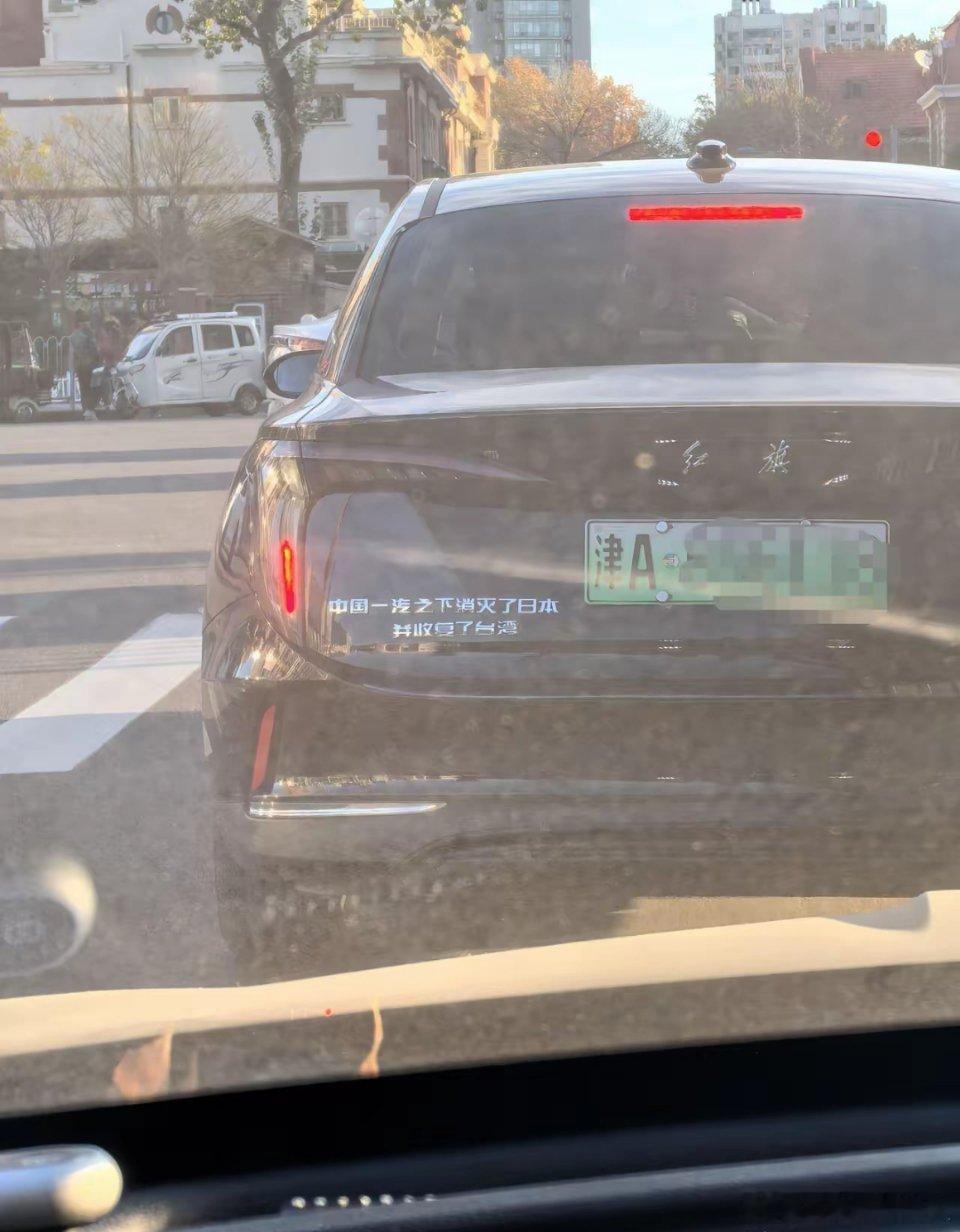 红旗
津A
中国一汽之下消灭了日本
并收复了台湾